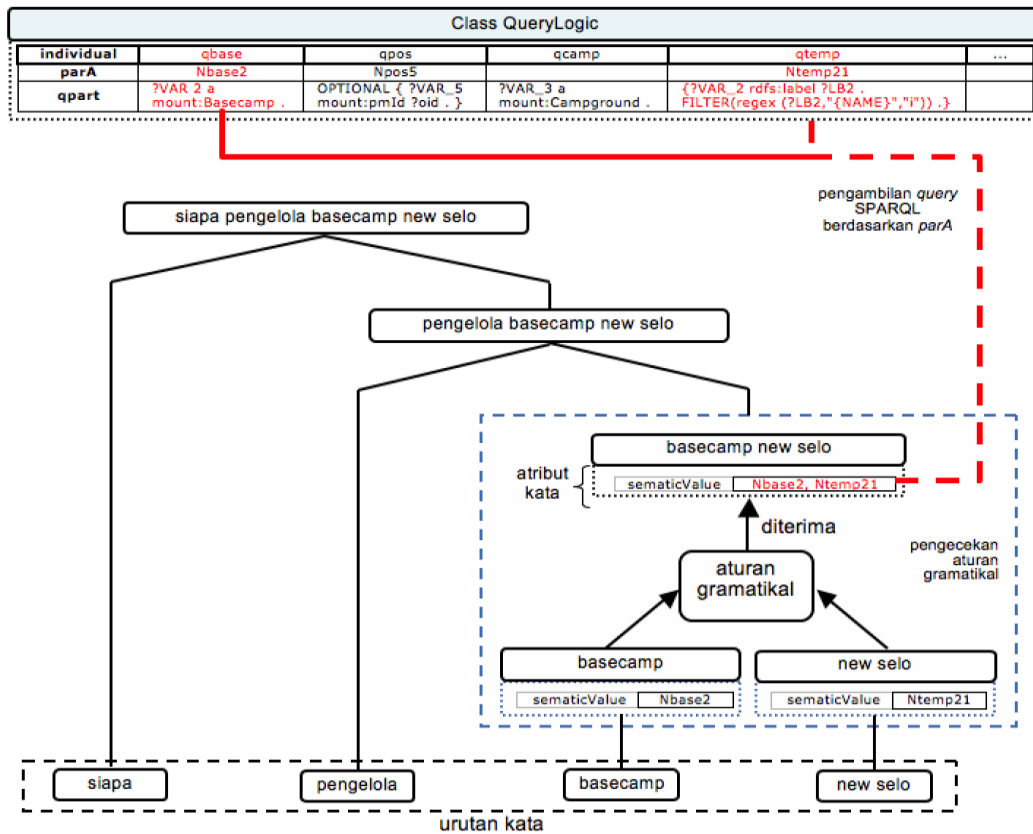 Class QueryLogic
individual qbase qpos qcamp qtemp ...
parA Nbase2 Npos5 Ntemp21
qpart ?VAR 2 a OPTIONAL { ?VAR_5 ?VAR_3 a {?VAR_2 rdfs:label ?LB2 .
mount:Basecamp . mount:pmId ?oid . } mount:Campground . FILTER(regex (?LB2,"{NAME}","i")) .}
pengambilan query
SPARQL
berdasarkan parA
siapa pengelola basecamp new selo
pengelola basecamp new selo
basecamp new selo
atribut
kata
sematicValue Nbase2, Ntemp21
diterima
pengecekan
aturan
gramatikal
aturan
gramatikal
basecamp new selo
sematicValue Nbase2 sematicValue Ntemp21
siapa pengelola basecamp new selo
urutan kata